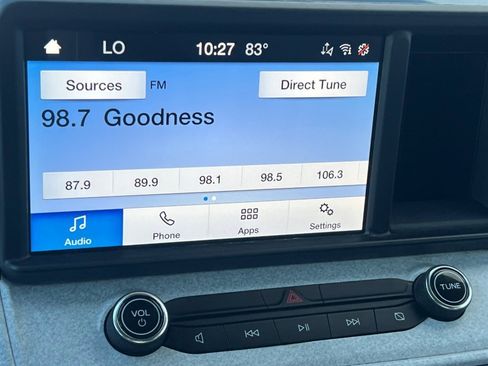 LO 10:27 83°
Sources FM Direct Tune
98.7 Goodness
87.9 89.9 98.1 98.5 106.3
Audio Phone Apps Settings
VOL TUNE